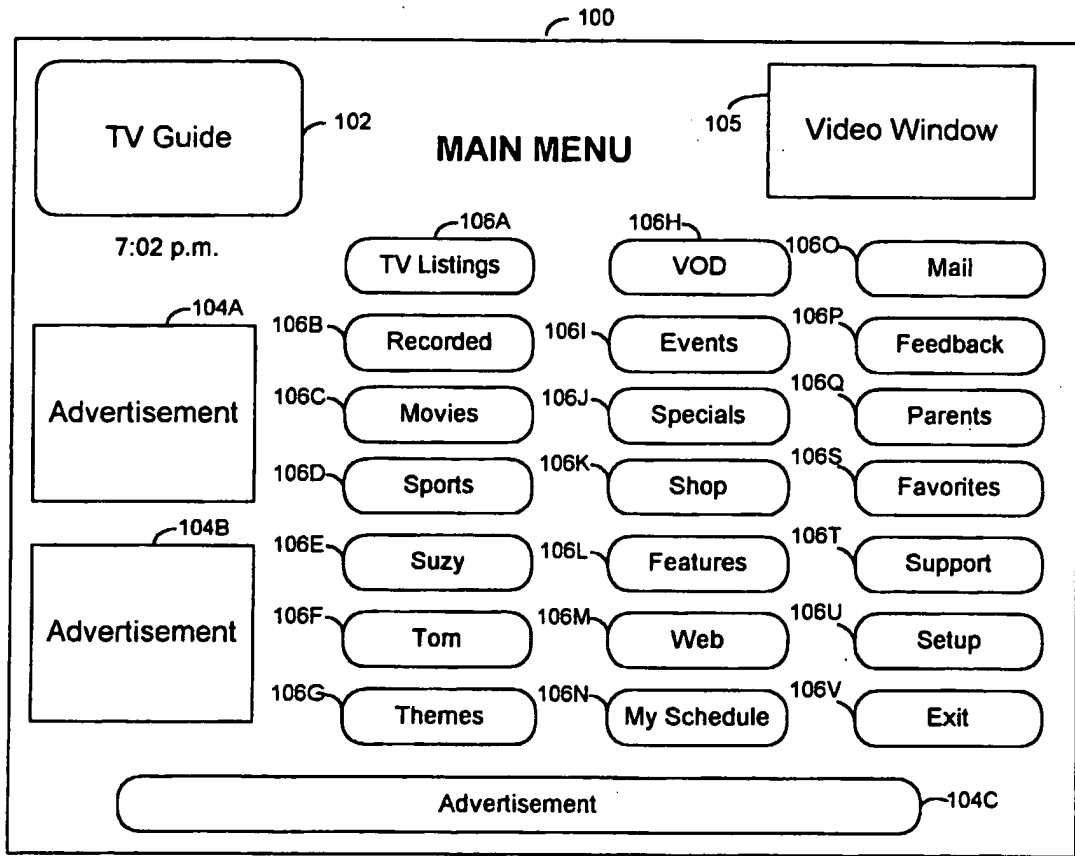 100
TV Guide
102
MAIN MENU
105
Video Window
7:02 p.m.
106A
TV Listings
106H
VOD
106O
Mail
104A
Advertisement
106B
Recorded
106I
Events
106P
Feedback
106C
Movies
106J
Specials
106Q
Parents
106D
Sports
106K
Shop
106S
Favorites
104B
Advertisement
106E
Suzy
106L
Features
106T
Support
106F
Tom
106M
Web
106U
Setup
106G
Themes
106N
My Schedule
106V
Exit
Advertisement
104C